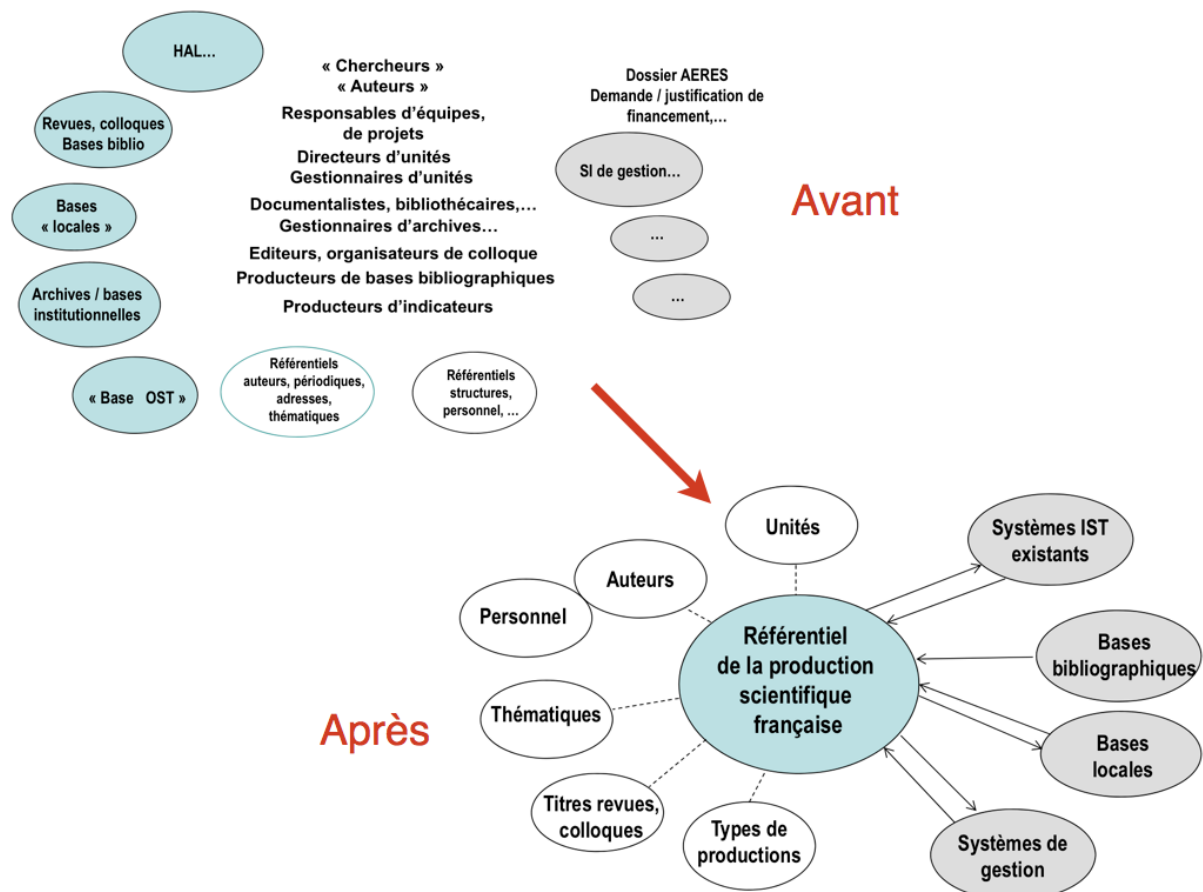 HAL…
« Chercheurs »
« Auteurs »
Responsables d'équipes,
de projets
Directeurs d'unités
Gestionnaires d'unités
Documentalistes, bibliothécaires,…
Gestionnaires d'archives…
Editeurs, organisateurs de colloque
Producteurs de bases bibliographiques
Producteurs d'indicateurs
Dossier AERES
Demande / justification de
financement,…
Revues, colloques
Bases biblio
SI de gestion…
Avant
Bases
« locales »
…
Archives / bases
institutionnelles
…
« Base OST »
Référentiels
auteurs, périodiques,
adresses,
thématiques
Référentiels
structures,
personnel, …
Unités
Systèmes IST
existants
Auteurs
Personnel
Référentiel
de la production
scientifique
française
Bases
bibliographiques
Thématiques
Après
Bases
locales
Titres revues,
colloques
Types de
productions
Systèmes de
gestion